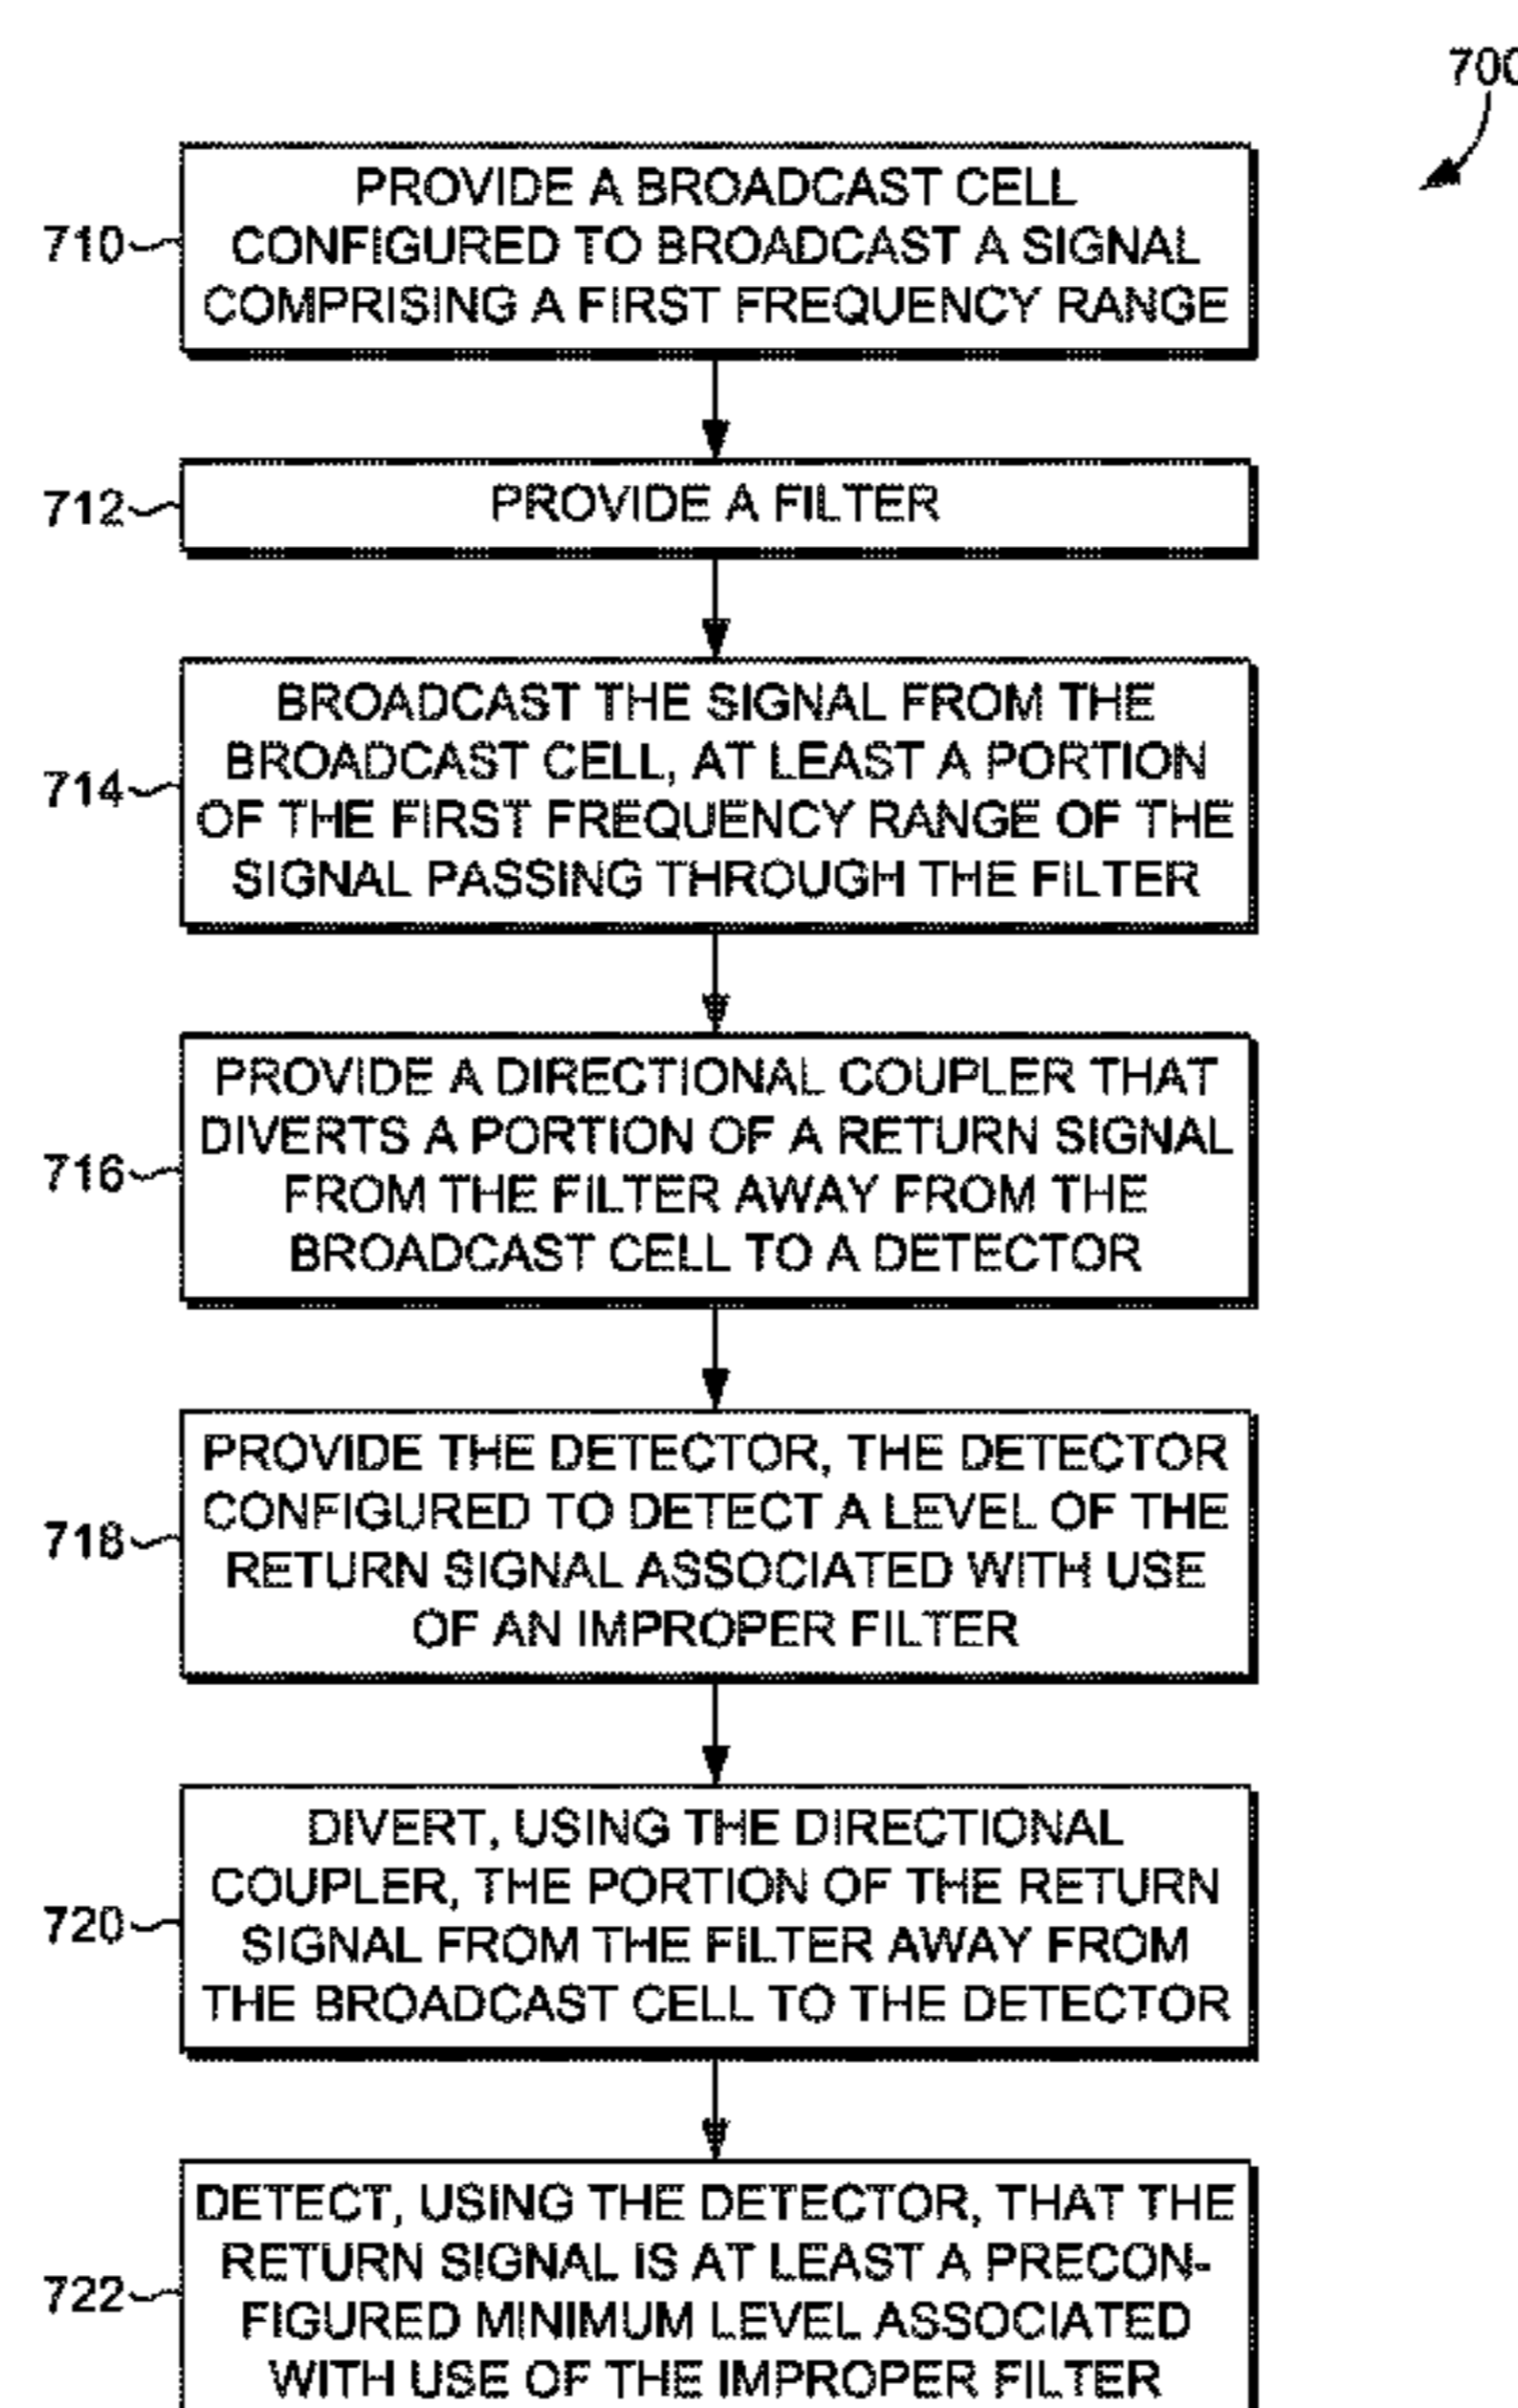 700
PROVIDE A BROADCAST CELL
CONFIGURED TO BROADCAST A SIGNAL
COMPRISING A FIRST FREQUENCY RANGE
710
PROVIDE A FILTER
712
BROADCAST THE SIGNAL FROM THE
BROADCAST CELL, AT LEAST A PORTION
OF THE FIRST FREQUENCY RANGE OF THE
SIGNAL PASSING THROUGH THE FILTER
714
PROVIDE A DIRECTIONAL COUPLER THAT
DIVERTS A PORTION OF A RETURN SIGNAL
FROM THE FILTER AWAY FROM THE
BROADCAST CELL TO A DETECTOR
716
PROVIDE THE DETECTOR, THE DETECTOR
CONFIGURED TO DETECT A LEVEL OF THE
RETURN SIGNAL ASSOCIATED WITH USE
OF AN IMPROPER FILTER
718
DIVERT, USING THE DIRECTIONAL
COUPLER, THE PORTION OF THE RETURN
SIGNAL FROM THE FILTER AWAY FROM
THE BROADCAST CELL TO THE DETECTOR
720
DETECT, USING THE DETECTOR, THAT THE
RETURN SIGNAL IS AT LEAST A PRECON-
FIGURED MINIMUM LEVEL ASSOCIATED
WITH USE OF THE IMPROPER FILTER
722